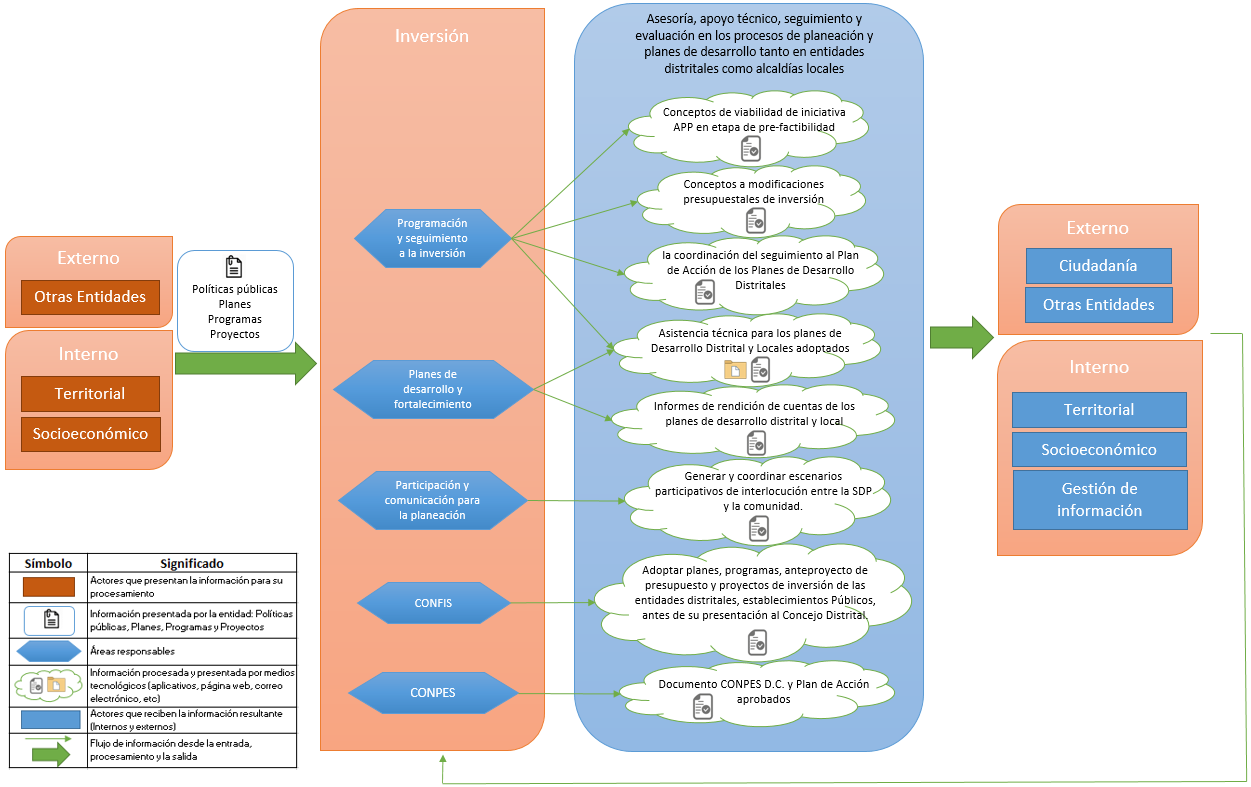 Externo
Otras Entidades
Interno
Territorial
Socioeconómico
Políticas públicas
Planes
Programas
Proyectos
Inversión
Programación
y seguimiento
a la inversión
Planes de
desarrollo y
fortalecimiento
Participación y
comunicación para
la planeación
CONFIS
CONPES
Asesoría, apoyo técnico, seguimiento y
evaluación en los procesos de planeación y
planes de desarrollo tanto en entidades
distritales como alcaldías locales
Conceptos de viabilidad de iniciativa
APP en etapa de pre-factibilidad
Conceptos a modificaciones
presupuestales de inversión
la coordinación del seguimiento al Plan
de Acción de los Planes de Desarrollo
Distritales
Asistencia técnica para los planes de
Desarrollo Distrital y Locales adoptados
Informes de rendición de cuentas de los
planes de desarrollo distrital y local
Generar y coordinar escenarios
participativos de interlocución entre la SDP
y la comunidad.
Adoptar planes, programas, anteproyecto de
presupuesto y proyectos de inversión de las
entidades distritales, establecimientos Públicos,
antes de su presentación al Concejo Distrital.
Documento CONPES D.C. y Plan de Acción
aprobados
Externo
Ciudadanía
Otras Entidades
Interno
Territorial
Socioeconómico
Gestión de
información
Símbolo
Significado
Actores que presentan la información para su
procesamiento
Información presentada por la entidad: Políticas
públicas, Planes, Programas y Proyectos
Áreas responsables
Información procesada y presentada por medios
tecnológicos (aplicativos, página web, correo
electrónico, etc)
Actores que reciben la información resultante
(Internos y externos)
Flujo de información desde la entrada,
procesamiento y la salida